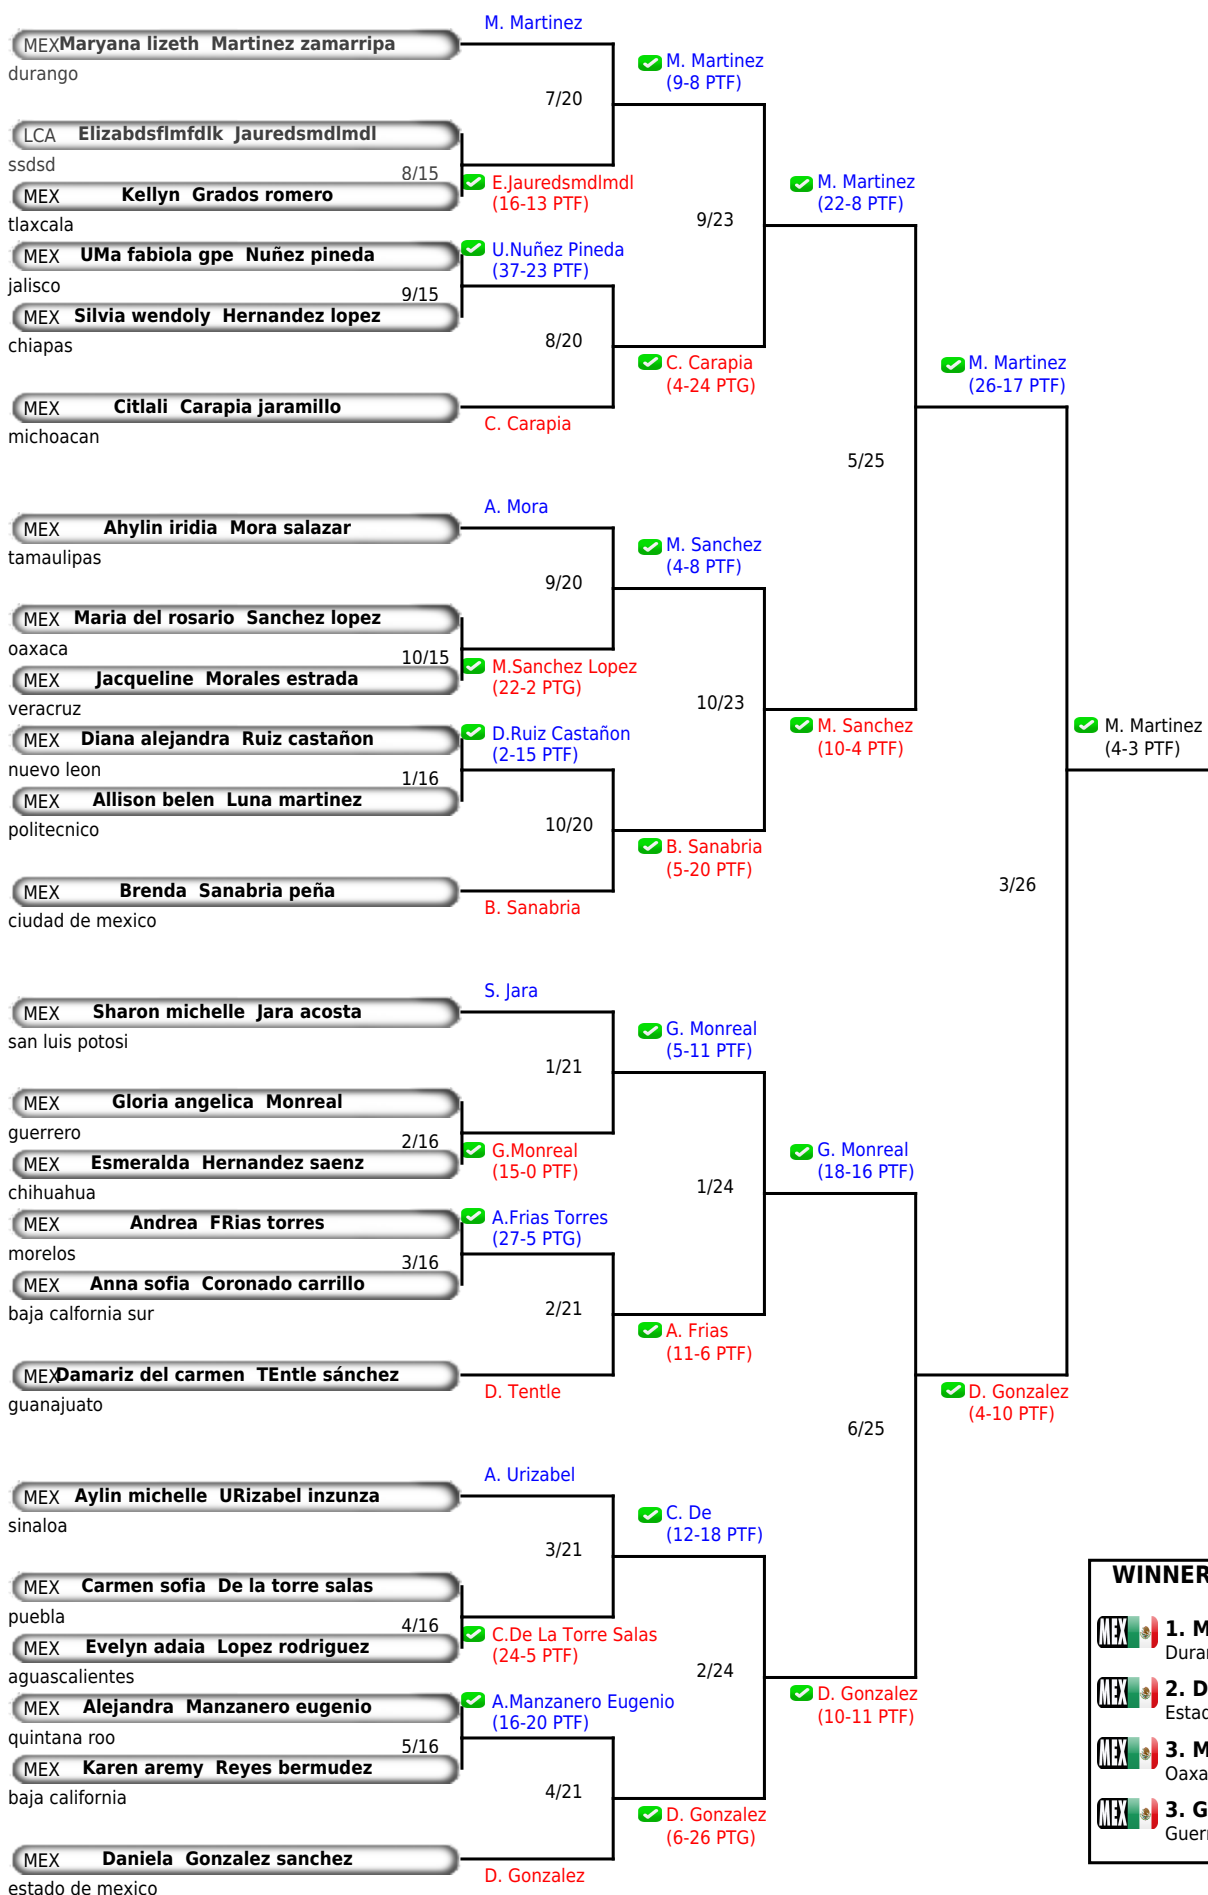 M. Martinez
MEX Maryana lizeth Martinez zamarripa
durango
M. Martinez
(9-8 PTF)
7/20
LCA Elizabdsflmfdlk Jauredsmdlmdl
ssdsd
8/15
E.Jauredsmdlmdl
(16-13 PTF)
MEX Kellyn Grados romero
tlaxcala
M. Martinez
(22-8 PTF)
9/23
MEX UMa fabiola gpe Nuñez pineda
jalisco
U.Nuñez Pineda
(37-23 PTF)
9/15
MEX Silvia wendoly Hernandez lopez
chiapas
8/20
C. Carapia
(4-24 PTG)
M. Martinez
(26-17 PTF)
MEX Citlali Carapia jaramillo
michoacan
C. Carapia
5/25
A. Mora
MEX Ahylin iridia Mora salazar
tamaulipas
M. Sanchez
(4-8 PTF)
9/20
MEX Maria del rosario Sanchez lopez
oaxaca
10/15
M.Sanchez Lopez
(22-2 PTG)
MEX Jacqueline Morales estrada
veracruz
10/23
M. Sanchez
(10-4 PTF)
M. Martinez
(4-3 PTF)
MEX Diana alejandra Ruiz castañon
nuevo leon
D.Ruiz Castañon
(2-15 PTF)
1/16
MEX Allison belen Luna martinez
politecnico
10/20
B. Sanabria
(5-20 PTF)
MEX Brenda Sanabria peña
ciudad de mexico
B. Sanabria
3/26
S. Jara
MEX Sharon michelle Jara acosta
san luis potosi
G. Monreal
(5-11 PTF)
1/21
MEX Gloria angelica Monreal
guerrero
2/16
G.Monreal
(15-0 PTF)
MEX Esmeralda Hernandez saenz
chihuahua
G. Monreal
(18-16 PTF)
1/24
MEX Andrea FRias torres
morelos
A.Frias Torres
(27-5 PTG)
3/16
MEX Anna sofia Coronado carrillo
baja calfornia sur
2/21
A. Frias
(11-6 PTF)
MEX Damariz del carmen TEntle sánchez
guanajuato
D. Tentle
D. Gonzalez
(4-10 PTF)
6/25
A. Urizabel
MEX Aylin michelle URizabel inzunza
sinaloa
C. De
(12-18 PTF)
3/21
MEX Carmen sofia De la torre salas
puebla
4/16
C.De La Torre Salas
(24-5 PTF)
MEX Evelyn adaia Lopez rodriguez
aguascalientes
2/24
D. Gonzalez
(10-11 PTF)
MEX Alejandra Manzanero eugenio
quintana roo
A.Manzanero Eugenio
(16-20 PTF)
5/16
MEX Karen aremy Reyes bermudez
baja california
4/21
D. Gonzalez
(6-26 PTG)
MEX Daniela Gonzalez sanchez
estado de mexico
D. Gonzalez
WINNER
MEX 1. M
Duran
MEX 2. D
Estad
MEX 3. M
Oaxa
MEX 3. G
Guerr